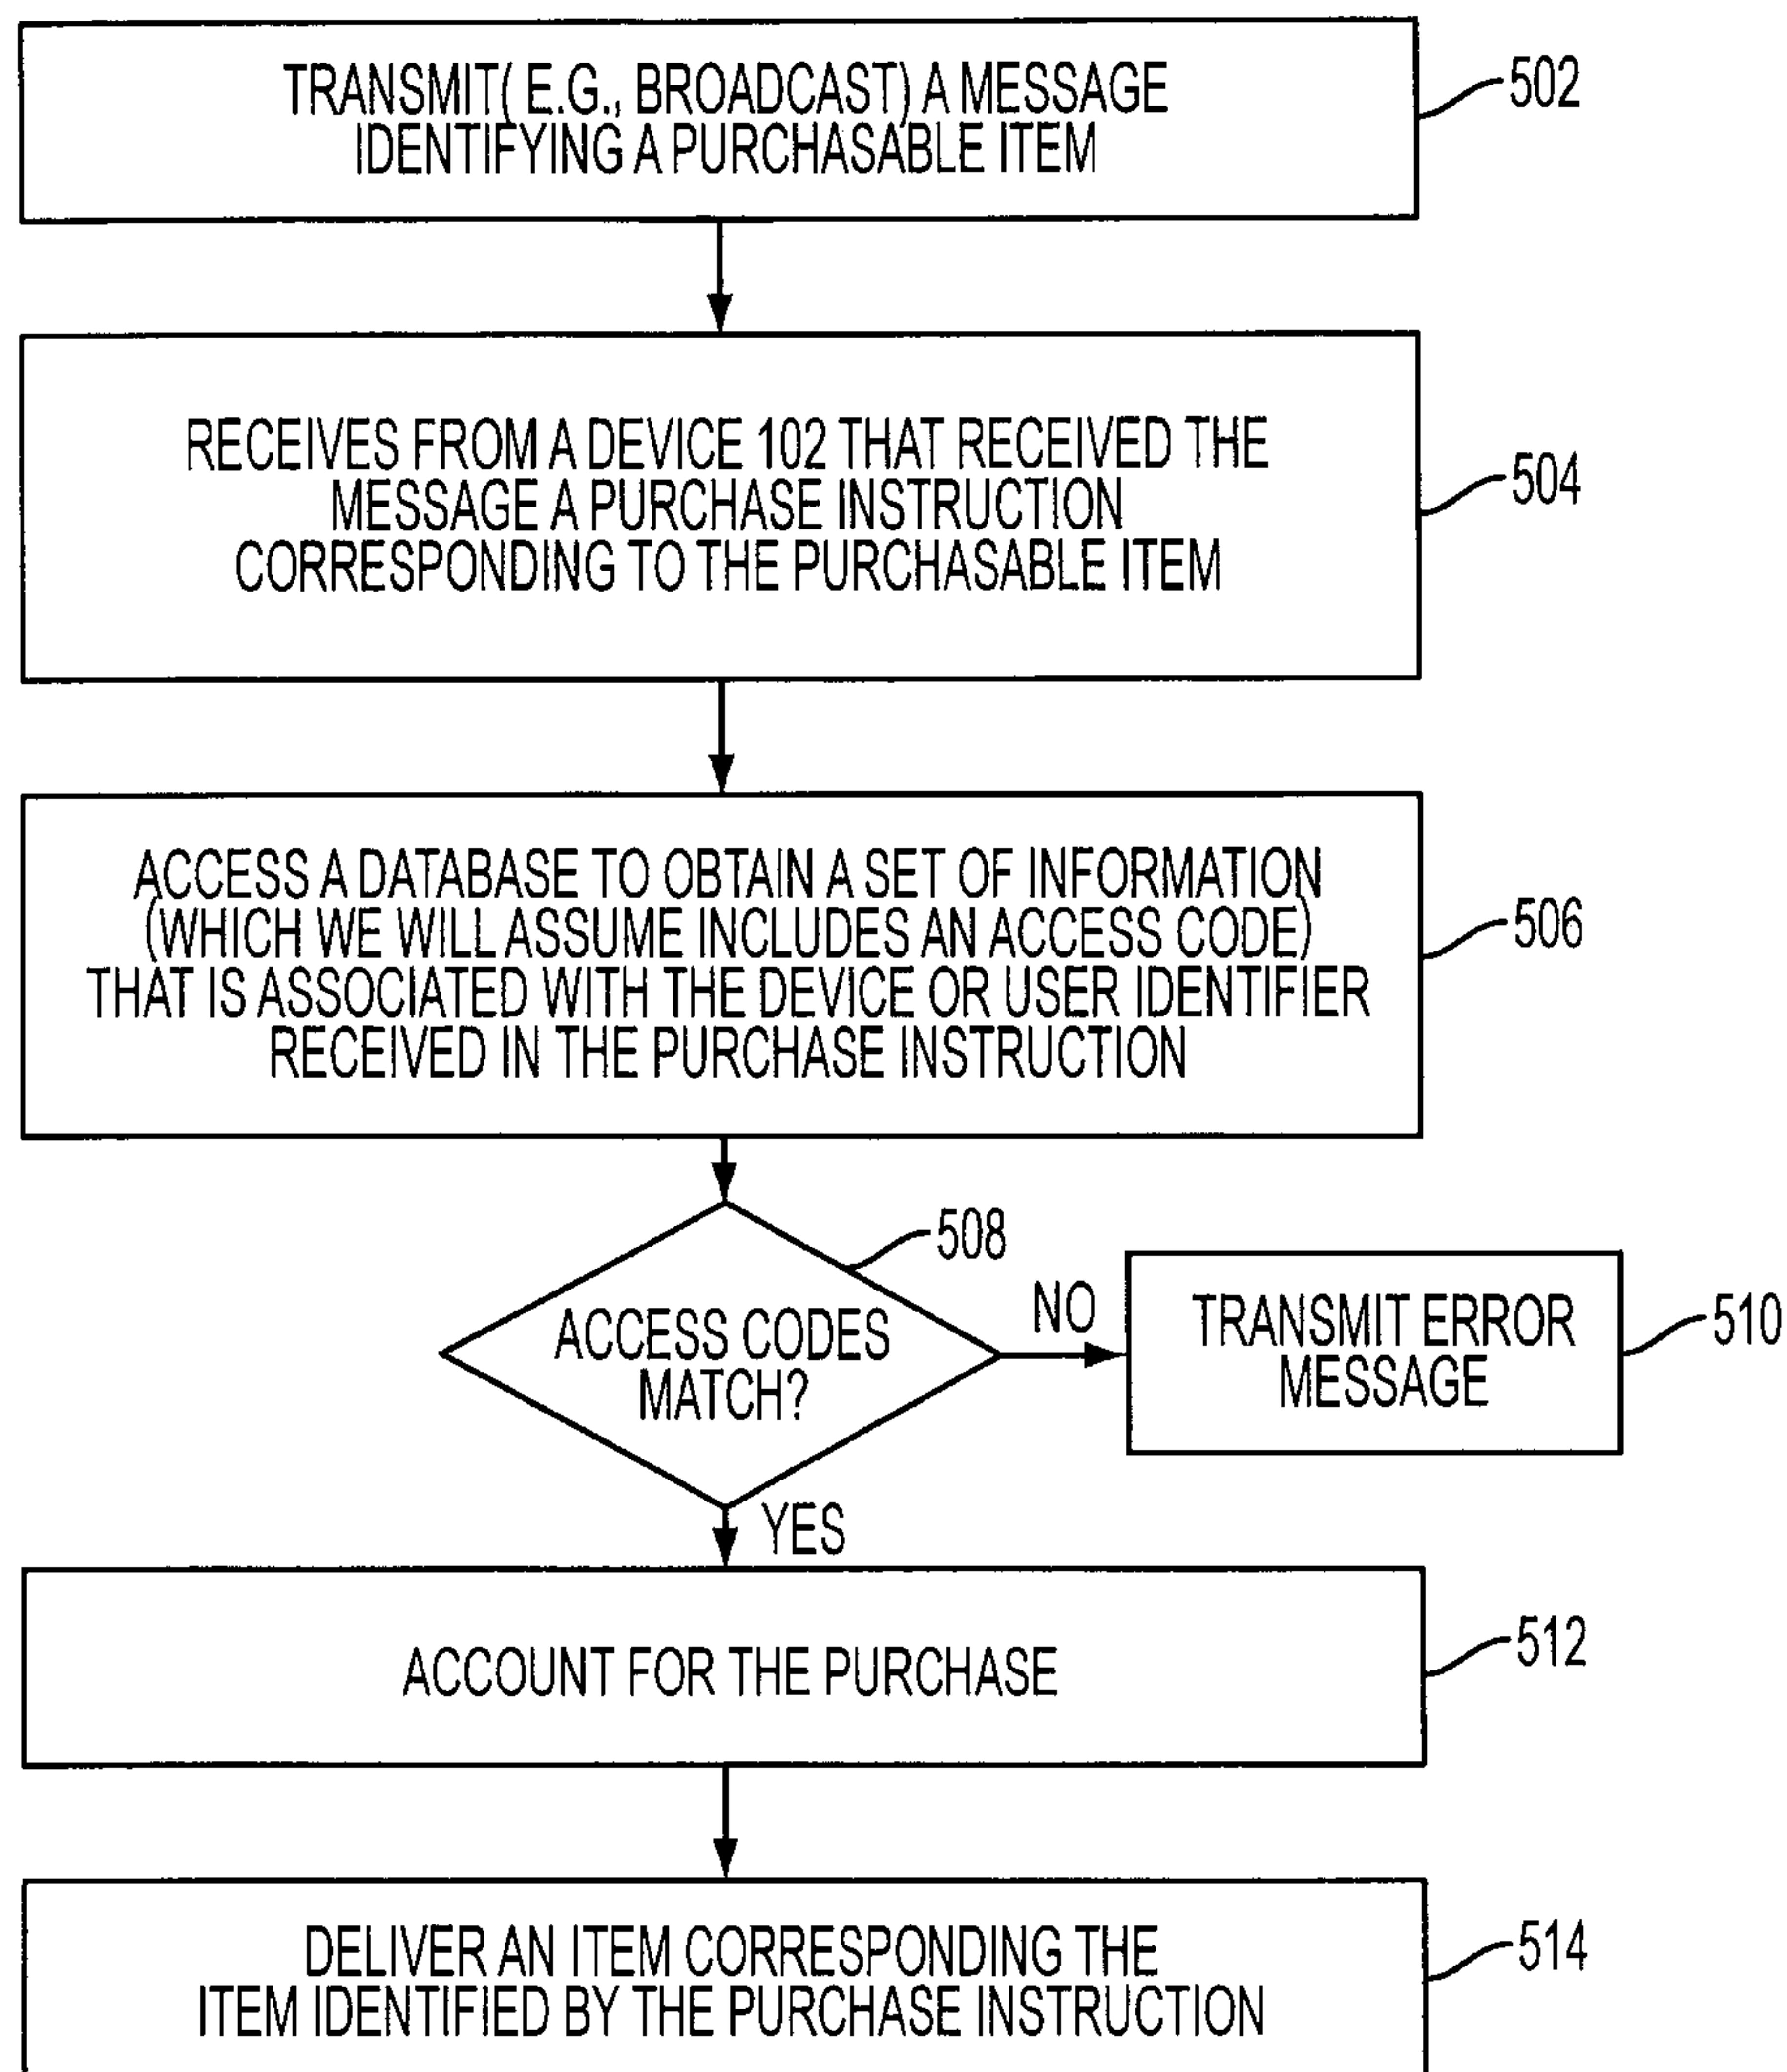 TRANSMIT( E.G., BROADCAST) A MESSAGE
IDENTIFYING A PURCHASABLE ITEM
502
RECEIVES FROM A DEVICE 102 THAT RECEIVED THE
MESSAGE A PURCHASE INSTRUCTION
CORRESPONDING TO THE PURCHASABLE ITEM
504
ACCESS A DATABASE TO OBTAIN A SET OF INFORMATION
(WHICH WE WILL ASSUME INCLUDES AN ACCESS CODE)
THAT IS ASSOCIATED WITH THE DEVICE OR USER IDENTIFIER
RECEIVED IN THE PURCHASE INSTRUCTION
506
508
ACCESS CODES
MATCH?
NO
TRANSMIT ERROR
MESSAGE
510
YES
ACCOUNT FOR THE PURCHASE
512
DELIVER AN ITEM CORRESPONDING THE
ITEM IDENTIFIED BY THE PURCHASE INSTRUCTION
514